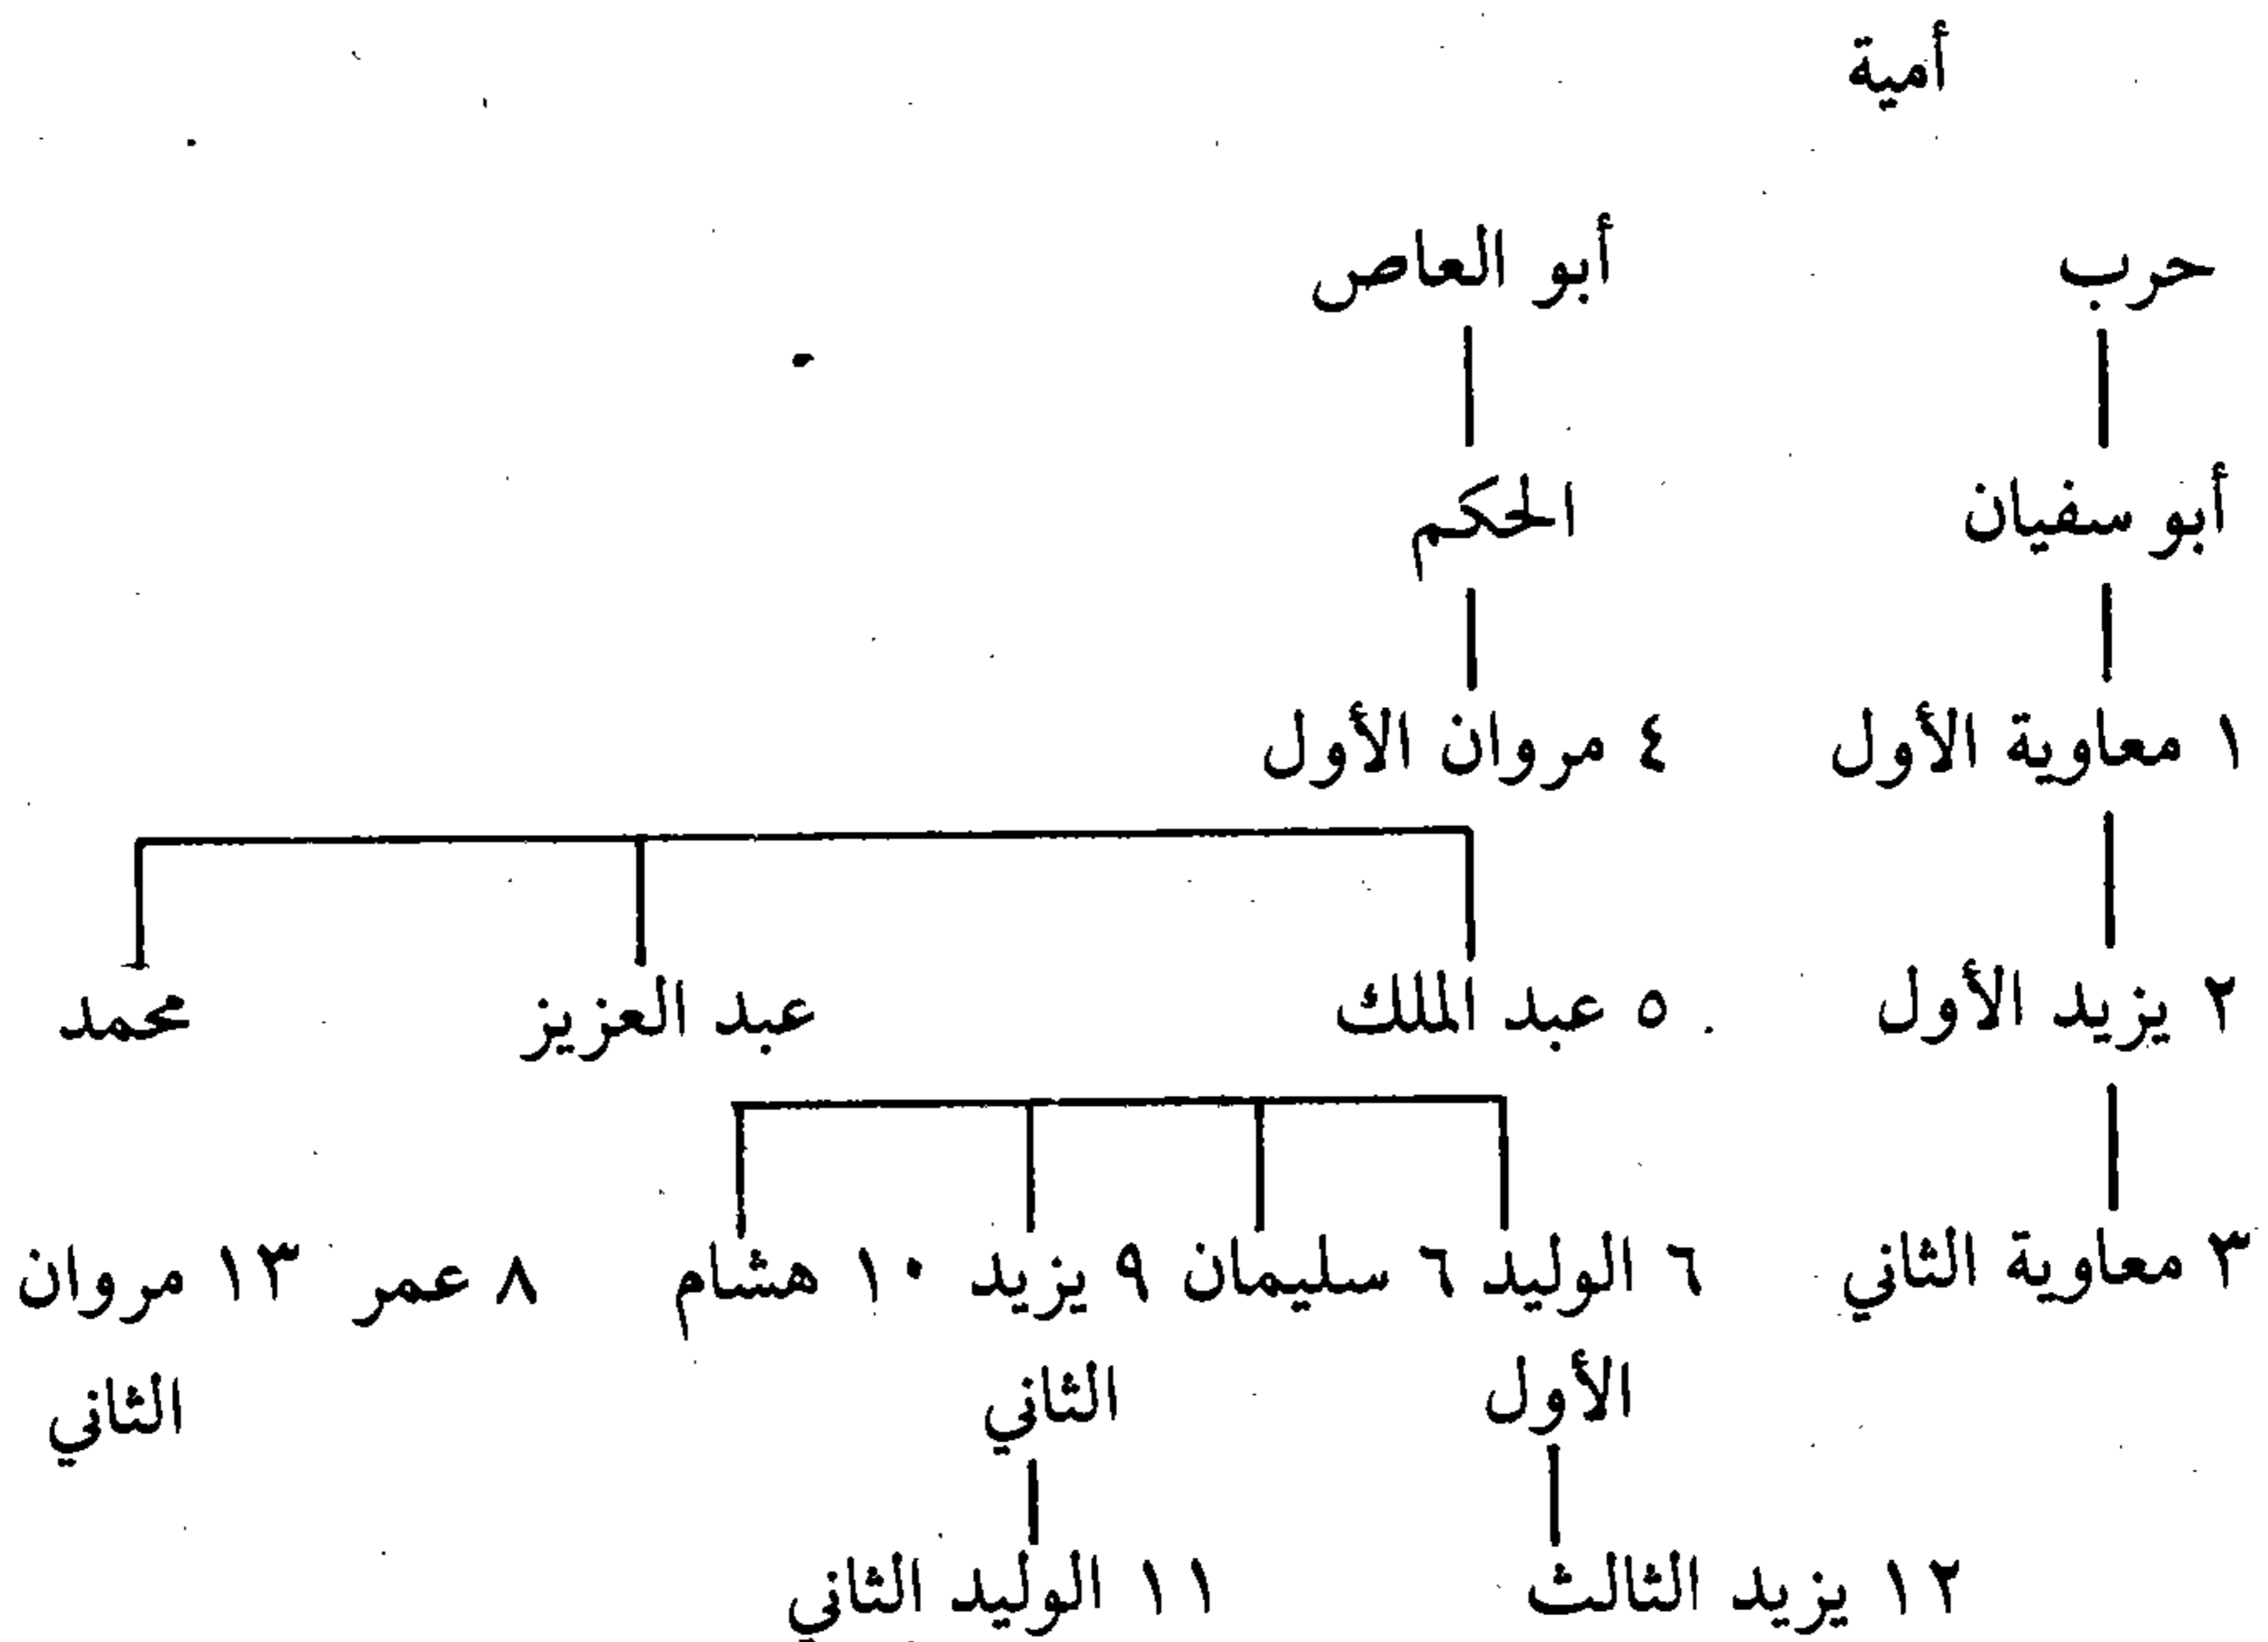 أمية
حرب أبو العاص
أبو سفيان الحكم
١ معاوية الأول ٤ مروان الأول
٢ يزيد الأول ٥ عبد الملك عبد العزيز محمد
٣ معاوية الثاني ٦ الوليد ٦ سليمان ٩ يزيد ١٠ هشام ٨ عمر ١٣ مروان
الأول الثاني الثاني
١٢ يزيد الثالث ١١ الوليد الثاني